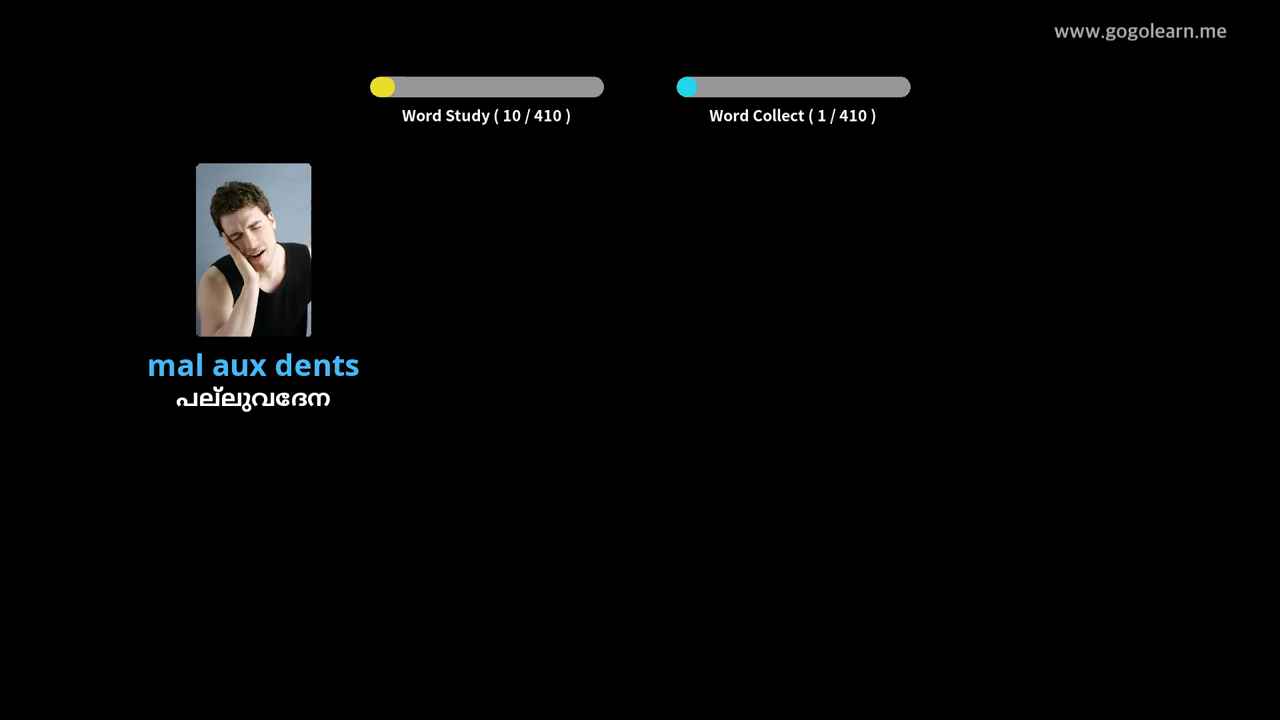 www.gogolearn.me
Word Study ( 10 / 410 )
Word Collect ( 1 / 410 )
mal aux dents
പല്ലുവദേന